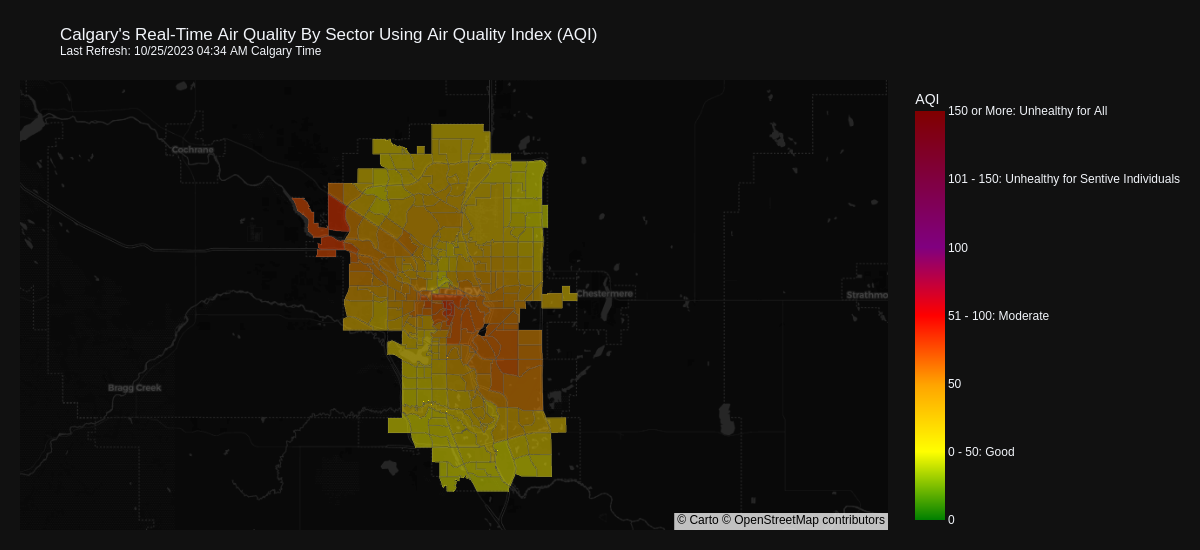 Calgary's Real-Time Air Quality By Sector Using Air Quality Index (AQI)
Last Refresh: 10/25/2023 04:34 AM Calgary Time
AQI
150 or More: Unhealthy for All
Cochrane
101 - 150: Unhealthy for Sentive Individuals
100
CALGARY
Chestermere
Strathmo
51 - 100: Moderate
50
Bragg Creek
0 - 50: Good
0
© Carto © OpenStreetMap contributors